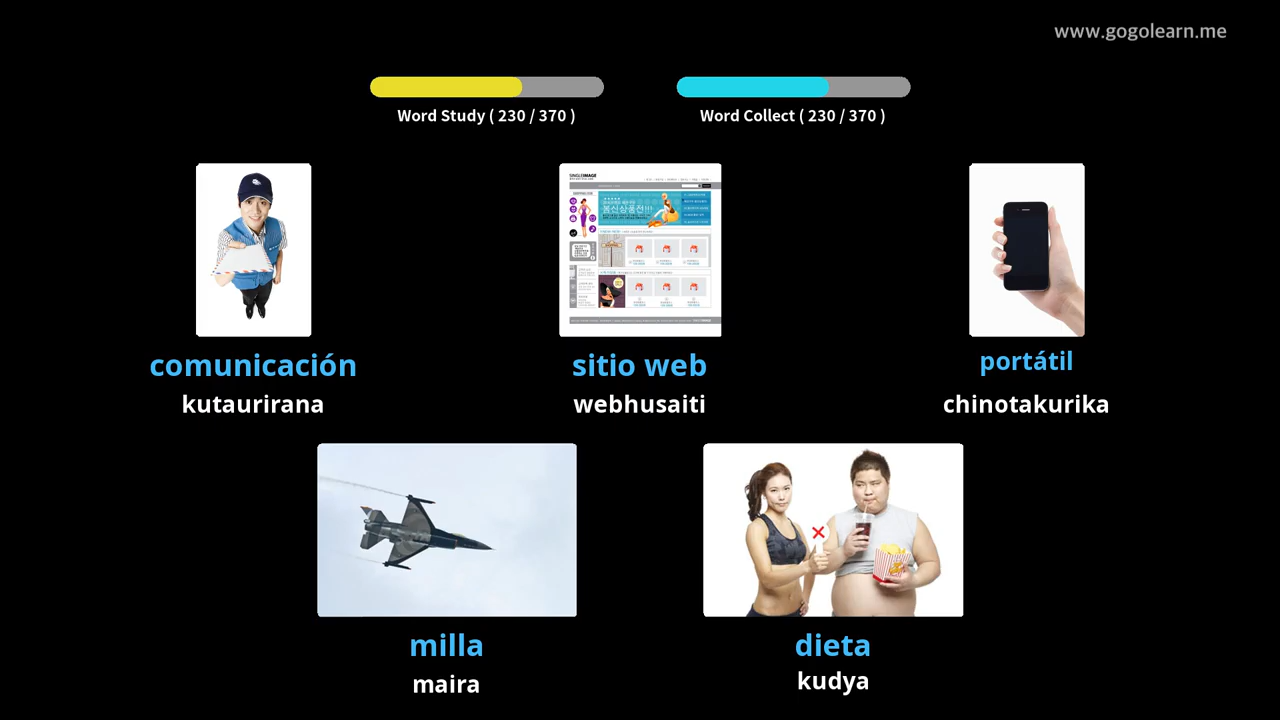 www.gogolearn.me
Word Study ( 230 / 370 )
Word Collect ( 230 / 370 )
comunicación
kutaurirana
sitio web
webhusaiti
portátil
chinotakurika
milla
maira
dieta
kudya